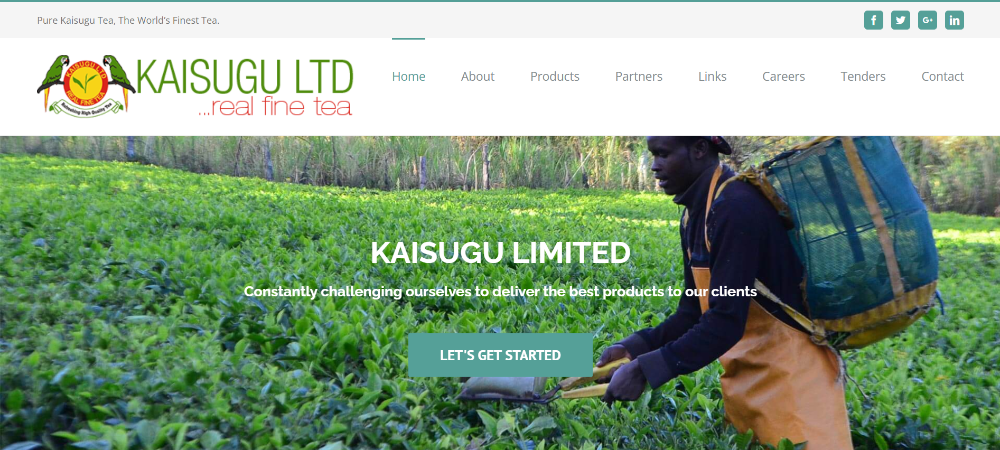 Pure Kaisugu Tea, The World’s Finest Tea.
KAISUGU LTD
REAL FINE TEA
Refreshing High Quality Tea
KAISUGU LTD
...real fine tea
Home
About
Products
Partners
Links
Careers
Tenders
Contact
KAISUGU LIMITED
Constantly challenging ourselves to deliver the best products to our clients
LET'S GET STARTED